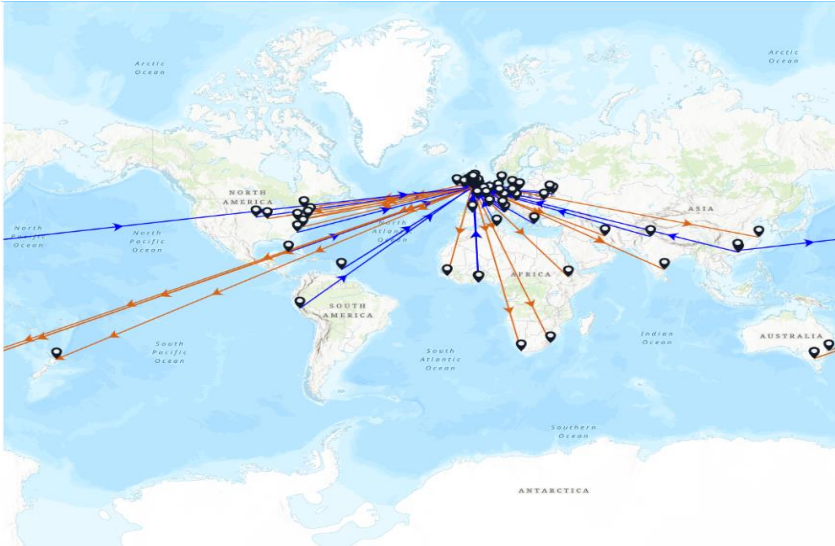 Arctic
Ocean
Arctic
Ocean
NORTH
AMERICA
North
Pacific
Ocean
North
Pacific
Ocean
North
Atlantic
Ocean
ASIA
AFRICA
SOUTH
AMERICA
South
Pacific
Ocean
South
Atlantic
Ocean
Indian
Ocean
AUSTRALIA
Southern
Ocean
ANTARCTICA